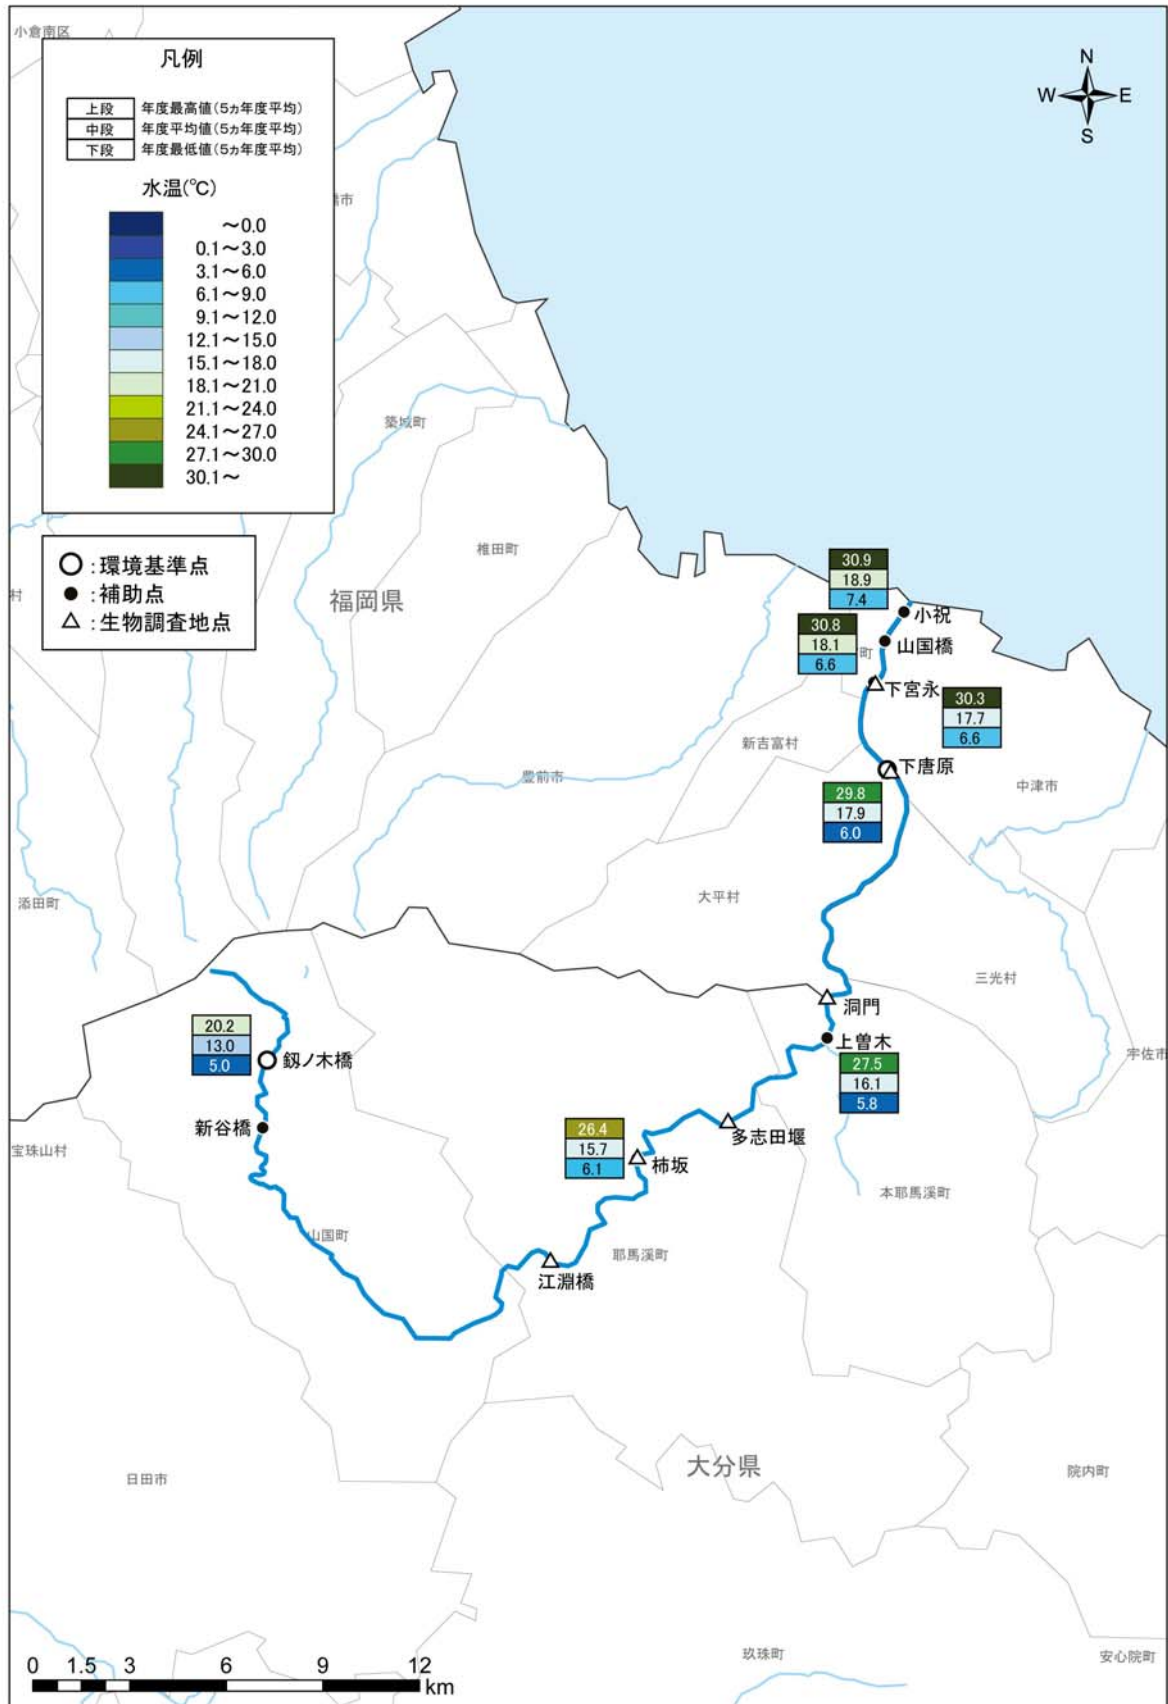 小倉南区
凡例
上段 年度最高値(5ヵ年度平均)
中段 年度平均値(5ヵ年度平均)
下段 年度最低値(5ヵ年度平均)
水温(℃)
～0.0
0.1～3.0
3.1～6.0
6.1～9.0
9.1～12.0
12.1～15.0
15.1～18.0
18.1～21.0
21.1～24.0
24.1～27.0
27.1～30.0
30.1～
N
W E
S
橋市
築城町
椎田町
○:環境基準点
●:補助点
△:生物調査地点
村
福岡県
30.9
18.9
7.4
小祝
30.8
18.1
6.6
町
山国橋
下宮永
30.3
17.7
6.6
新吉富村
下唐原
豊前市
中津市
29.8
17.9
6.0
大平村
添田町
三光村
洞門
上曽木
20.2
13.0
5.0
釼ノ木橋
宇佐市
27.5
16.1
5.8
新谷橋
26.4
15.7
6.1
多志田堰
宝珠山村
柿坂
本耶馬溪町
山国町
耶馬溪町
江淵橋
大分県
日田市
院内町
玖珠町
安心院町
0 1.5 3 6 9 12
km